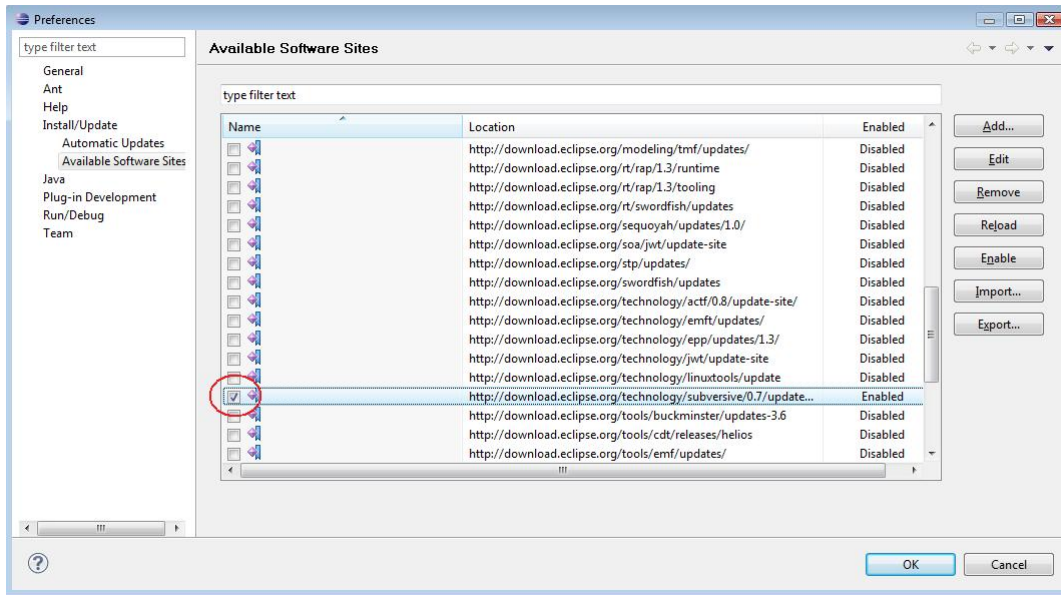 Preferences
type filter text
General
Ant
Help
Install/Update
Automatic Updates
Available Software Sites
Java
Plug-in Development
Run/Debug
Team
Available Software Sites
type filter text
Name Location Enabled
http://download.eclipse.org/modeling/tmf/updates/ Disabled
http://download.eclipse.org/rt/rap/1.3/runtime Disabled
http://download.eclipse.org/rt/rap/1.3/tooling Disabled
http://download.eclipse.org/rt/swordfish/updates Disabled
http://download.eclipse.org/sequoyah/updates/1.0/ Disabled
http://download.eclipse.org/soa/jwt/update-site Disabled
http://download.eclipse.org/stp/updates/ Disabled
http://download.eclipse.org/swordfish/updates Disabled
http://download.eclipse.org/technology/actf/0.8/update-site/ Disabled
http://download.eclipse.org/technology/emft/updates/ Disabled
http://download.eclipse.org/technology/epp/updates/1.3/ Disabled
http://download.eclipse.org/technology/jwt/update-site Disabled
http://download.eclipse.org/technology/linuxtools/update Disabled
http://download.eclipse.org/technology/subversive/0.7/update... Enabled
http://download.eclipse.org/tools/buckminster/updates-3.6 Disabled
http://download.eclipse.org/tools/cdt/releases/helios Disabled
http://download.eclipse.org/tools/emf/updates/ Disabled
Add...
Edit
Remove
Reload
Enable
Import...
Export...
?
OK Cancel